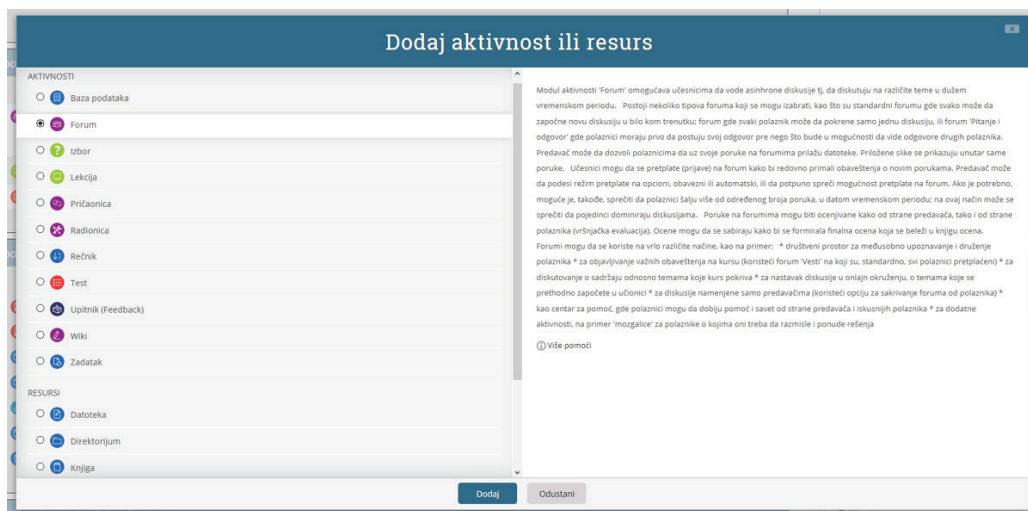 Dodaj aktivnost ili resurs
AKTIVNOSTI
Baza podataka
Forum
Izbor
Lekcija
Pričaonica
Radionica
Rečnik
Test
Upitnik (Feedback)
Wiki
Zadatak
RESURSI
Datoteka
Direktorijum
Knjiga
Modul aktivnosti 'Forum' omogućava učesnicima da vode asinhrone diskusije tj, da diskutuju na različite teme u dužem
vremenskom periodu. Postoji nekoliko tipova foruma koji se mogu izabrati, kao što su standardni forumu gde svako može da
započne novu diskusiju u bilo kom trenutku; forum gde svaki polaznik može da pokrene samo jednu diskusiju, ili forum 'Pitanje i
odgovor' gde polaznici moraju prvo da postuju svoj odgovor pre nego što bude u mogućnosti da vide odgovore drugih polaznika.
Predavač može da dozvoli polaznicima da uz svoje poruke na forumima prilažu datoteke. Priložene slike se prikazuju unutar same
poruke. Učesnici mogu da se pretplate (prijave) na forum kako bi redovno primali obaveštenja o novim porukama. Predavač može
da podesi režim pretplate na opcioni, obavezni ili automatski, ili da potpuno spreči mogućnost pretplate na forum. Ako je potrebno,
moguće je, takođe, sprečiti da polaznici šalju više od određenog broja poruka, u datom vremenskom periodu; na ovaj način može se
sprečiti da pojedinci dominiraju diskusijama. Poruke na forumima mogu biti ocenjivane kako od strane predavača, tako i od strane
polaznika (vršnjačka evaluacija). Ocene mogu da se sabiraju kako bi se formirala finalna ocena koja se beleži u knjigu ocena.
Forumi mogu da se koriste na vrlo različite načine, kao na primer: * društveni prostor za međusobno upoznavanje i druženje
polaznika * za objavljivanje važnih obaveštenja na kursu (koristeći forum 'Vesti' na koji su, standardno, svi polaznici pretplaćeni) * za
diskutovanje o sadržaju odnosno temama koje kurs pokriva * za nastavak diskusije u onlajn okruženju, o temama koje se
prethodno započete u učionici * za diskusije namenjene samo predavačima (koristeći opciju za sakrivanje foruma od polaznika) *
kao centar za pomoć, gde polaznici mogu da dobiju pomoć i savet od strane predavača i iskusnijih polaznika * za dodatne
aktivnosti, na primer 'mozgalice' za polaznike o kojima oni treba da razmisle i ponude rešenja
Više pomoći
Dodaj
Odustani